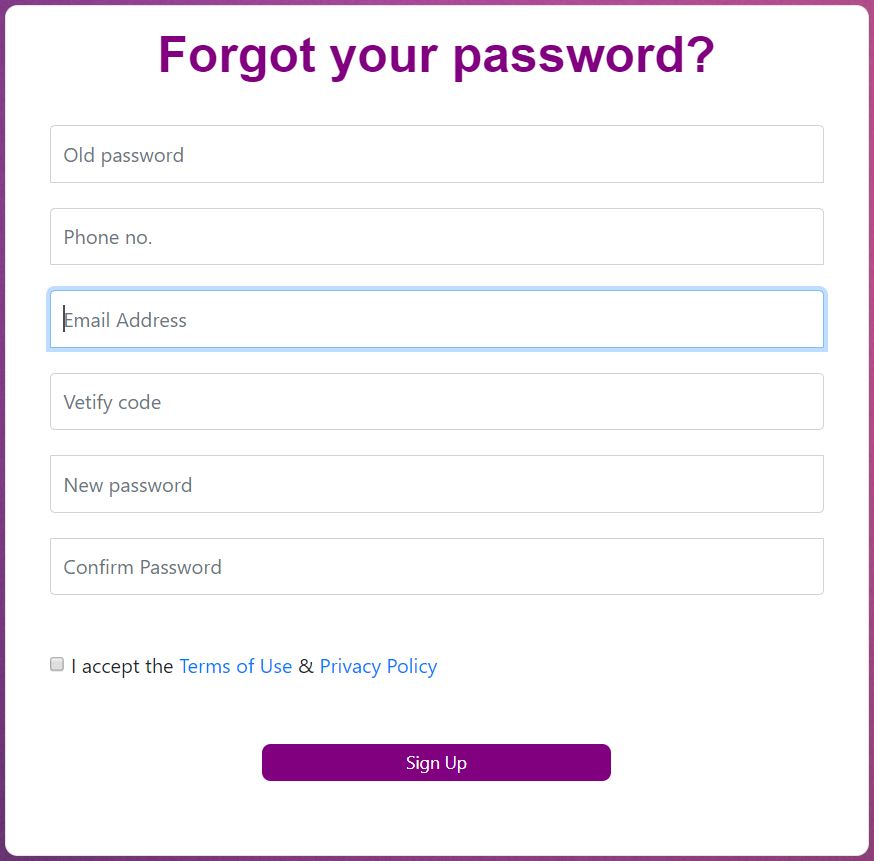 Forgot your password?
Old password
Phone no.
Email Address
Vetify code
New password
Confirm Password
I accept the Terms of Use & Privacy Policy
Sign Up